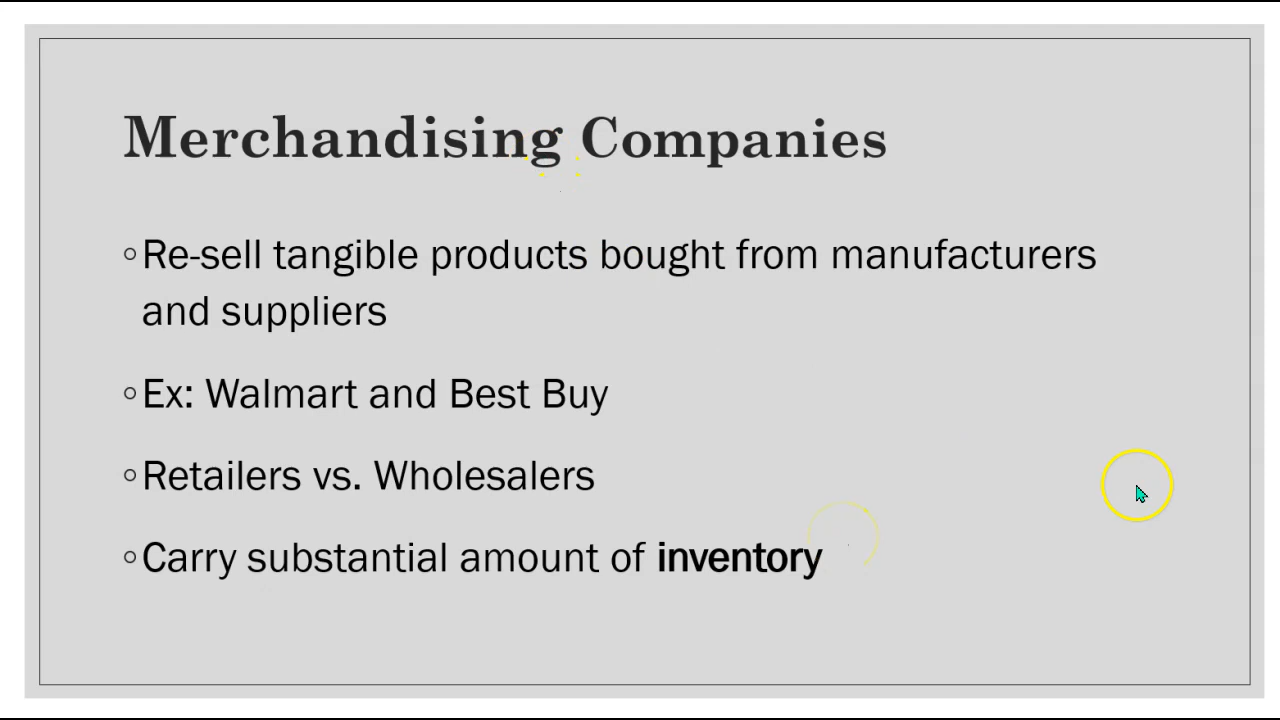 Merchandising Companies
◦Re-sell tangible products bought from manufacturers
and suppliers
◦Ex: Walmart and Best Buy
◦Retailers vs. Wholesalers
◦Carry substantial amount of inventory